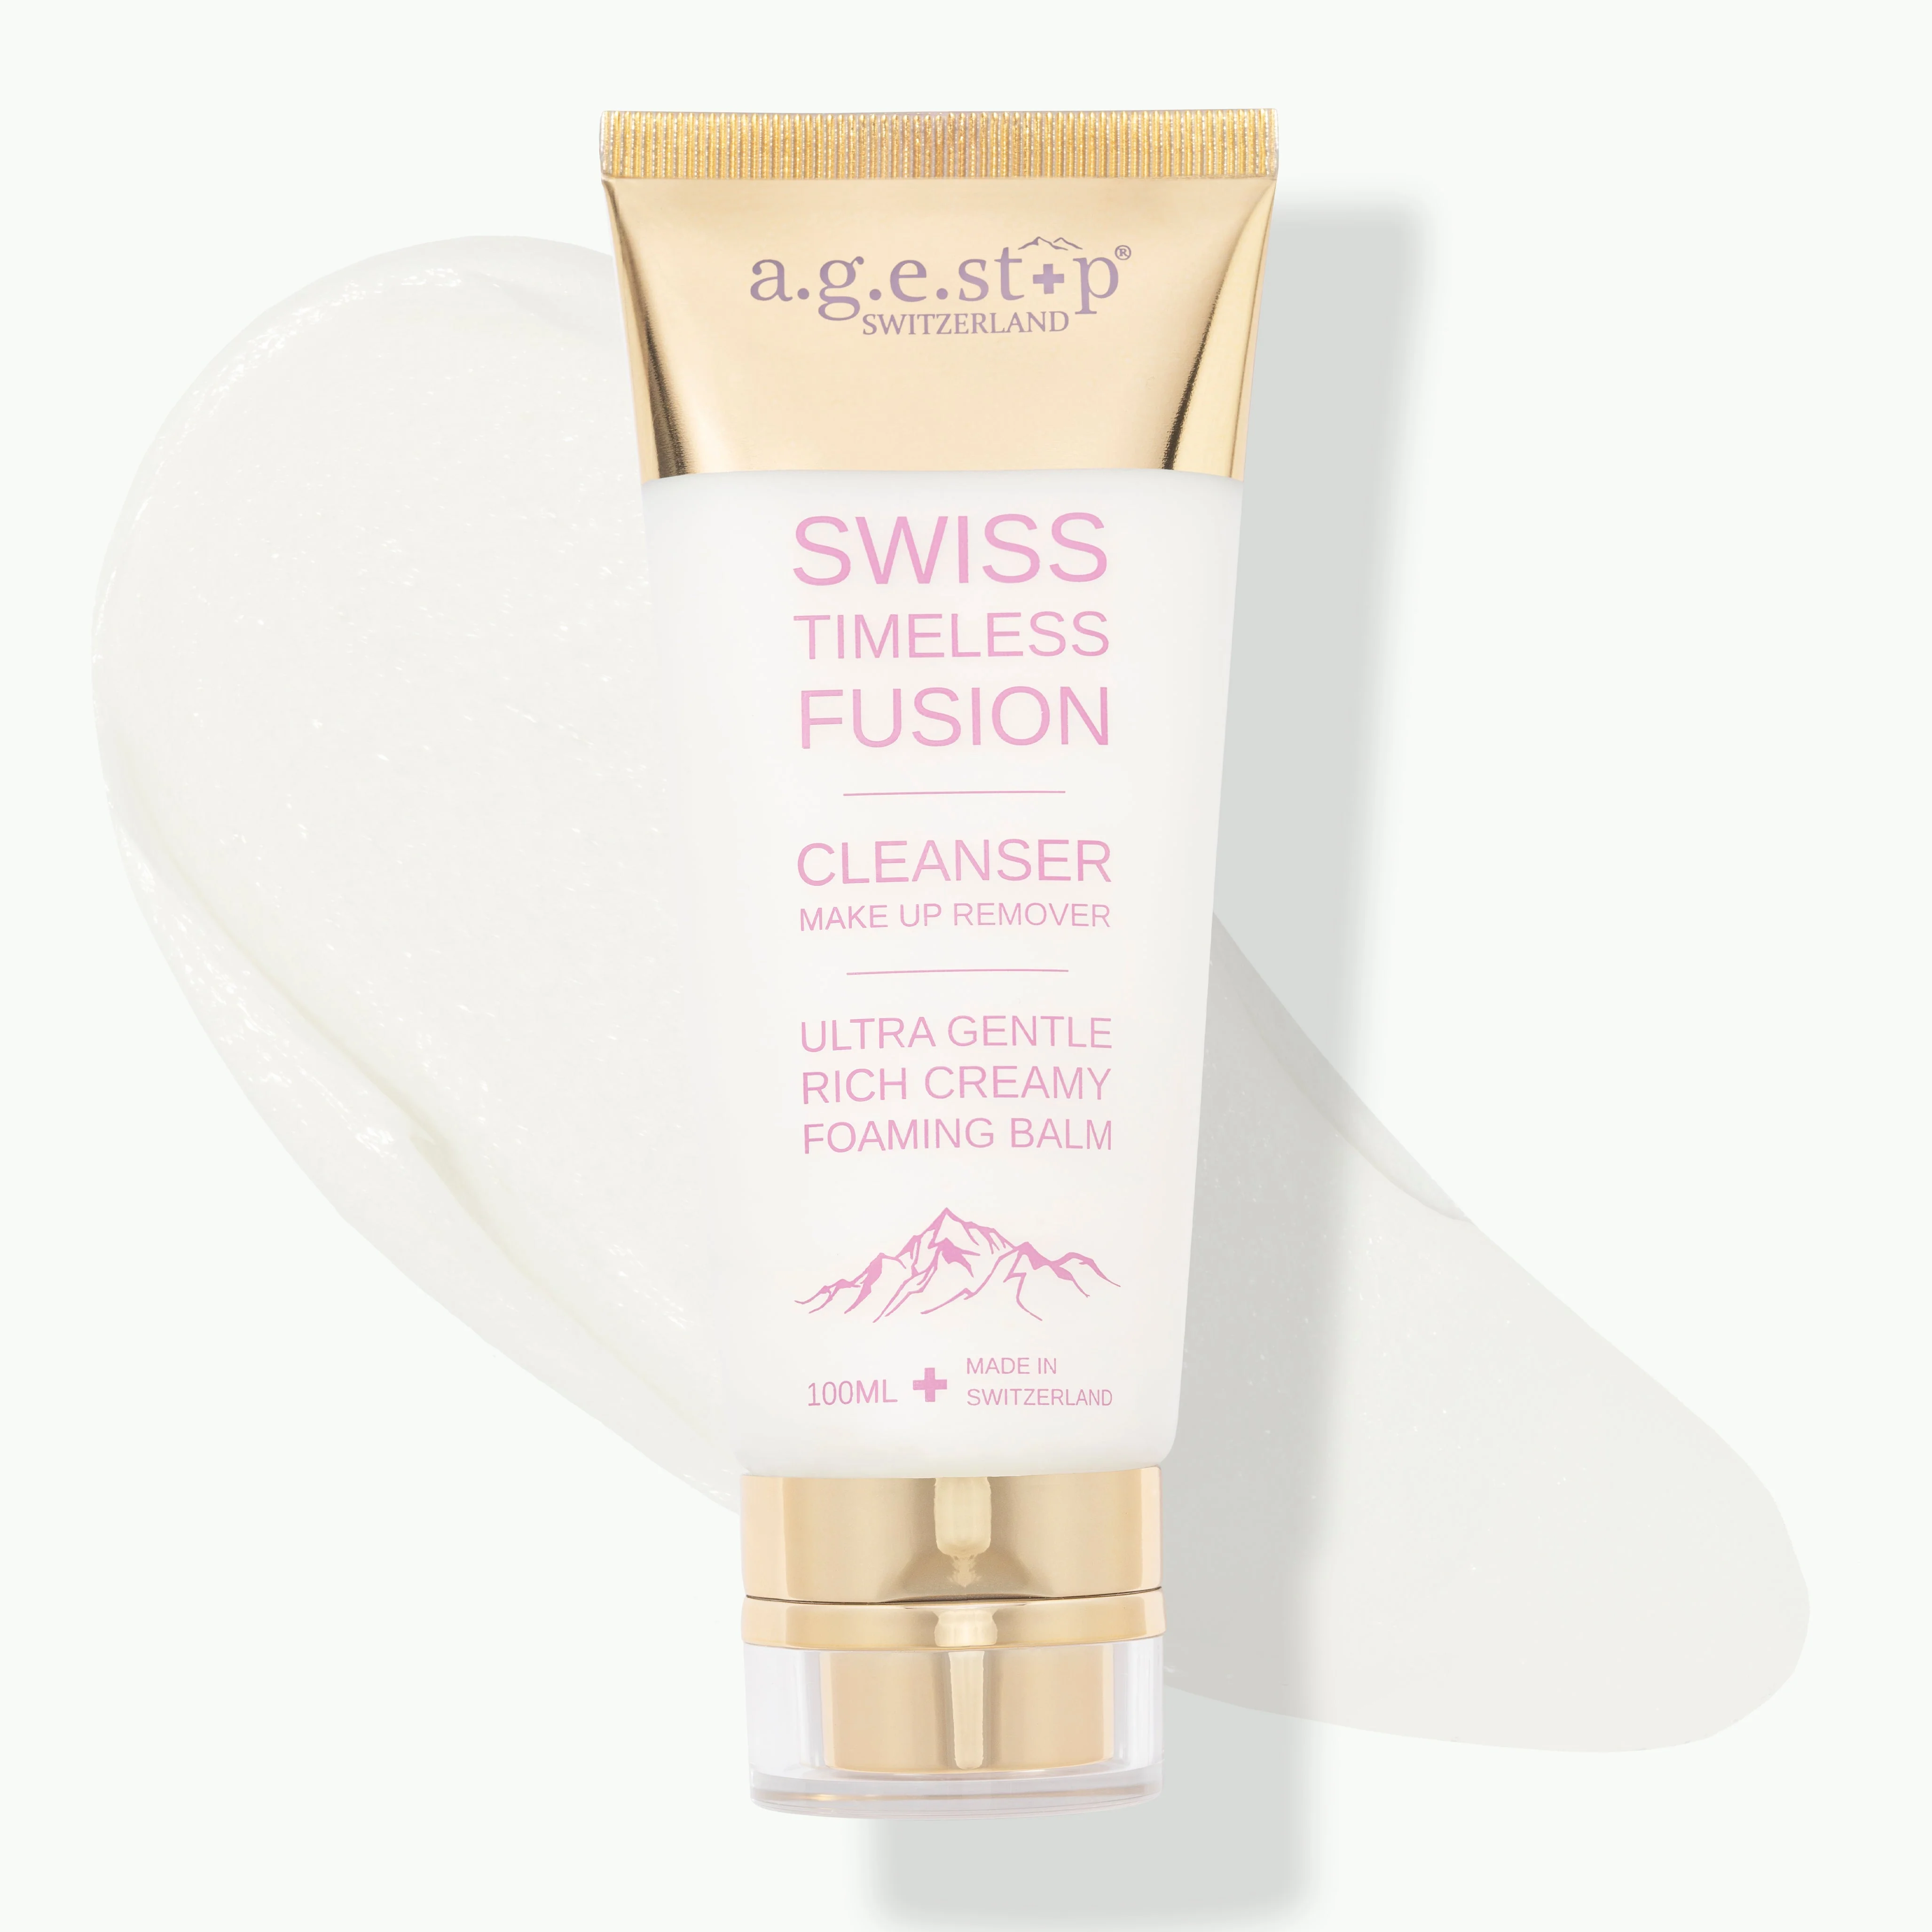 a.g.e.st+p®
SWITZERLAND
SWISS
TIMELESS
FUSION
CLEANSER
MAKE UP REMOVER
ULTRA GENTLE
RICH CREAMY
FOAMING BALM
100ML + MADE IN
SWITZERLAND